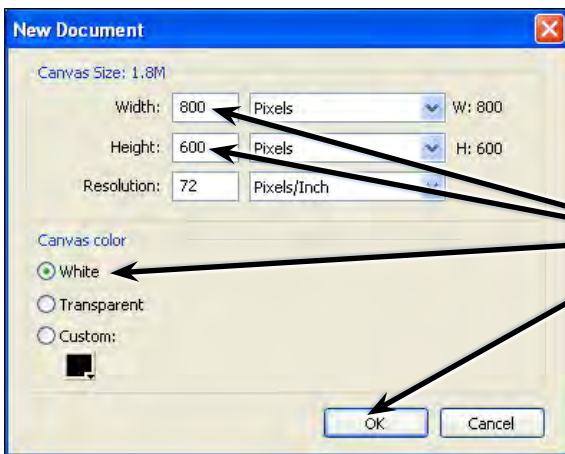 New Document
Canvas Size: 1.8M
Width: 800 Pixels W: 800
Height: 600 Pixels H: 600
Resolution: 72 Pixels/Inch
Canvas color
White
Transparent
Custom:
OK Cancel